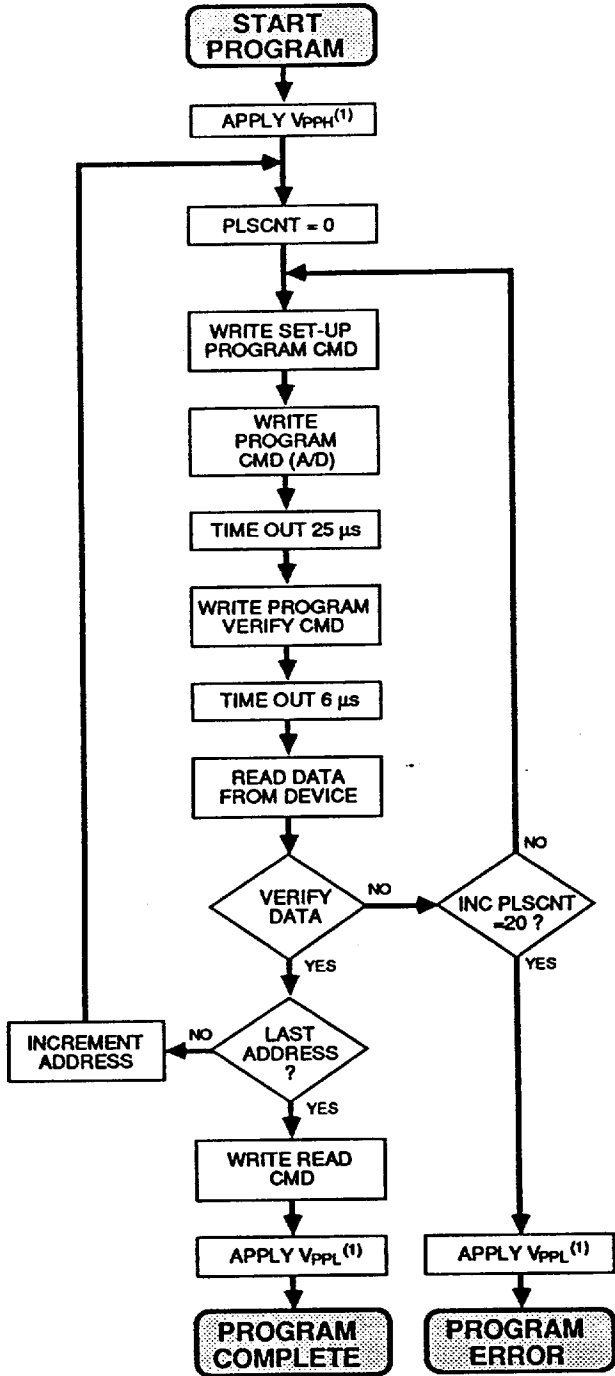 START
PROGRAM
APPLY VPPH(1)
PLSCNT = 0
WRITE SET-UP
PROGRAM CMD
WRITE
PROGRAM
CMD (A/D)
TIME OUT 25 µs
WRITE PROGRAM
VERIFY CMD
TIME OUT 6 µs
READ DATA
FROM DEVICE
NO
VERIFY
DATA
NO
INC PLSCNT
=20 ?
YES
YES
INCREMENT
ADDRESS
NO
LAST
ADDRESS
?
YES
WRITE READ
CMD
APPLY VPPL(1)
APPLY VPPL(1)
PROGRAM
COMPLETE
PROGRAM
ERROR